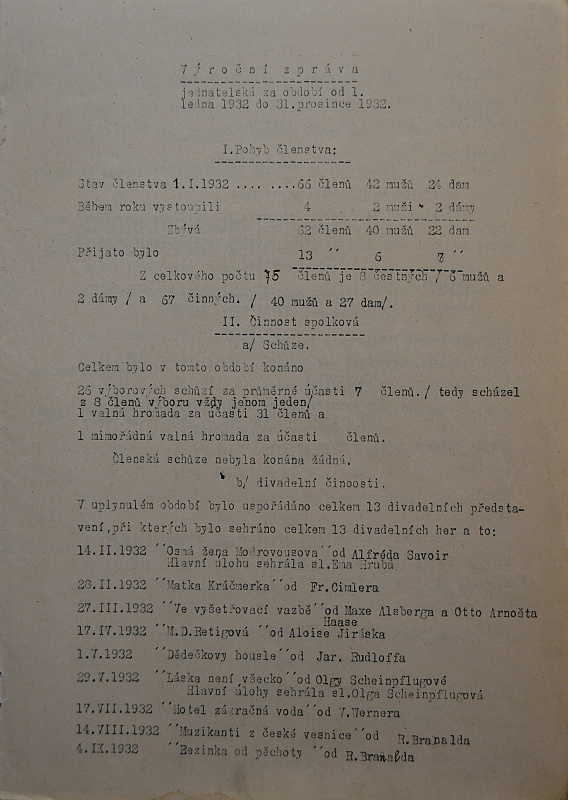 Výroční zpráva
jednatelská za období od 1.
ledna 1932 do 31.prosince 1932.
I.Pohyb členstva:
Stav členstva 1.I.1932 .... .....66 členů 42 mužů 24 dam
Během roku vystoupili 4 2 muži 2 dámy
Zbývá 62 členů 40 mužů 22 dam
Přijato bylo 13 ´´ 6 7 ´´
Z celkového počtu 75 členů je 8 čestných / 6 mužů a
2 dámy / a 67 činných. / 40 mužů a 27 dam/.
II. Činnost spolková
a/ Schůze.
Celkem bylo v tomto období konáno
26 výborových schůzí za průměrné účasti 7 členů./ tedy scházel
z 8 členů výboru vždy jenom jeden/
1 valná hromada za účasti 31 členů a
1 mimořádná valná hromada za účasti členů.
Členská schůze nebyla konána žádná.
b/ divadelní činoosti.
V uplynulém období bylo uspořádáno celkem 13 divadelních předsta-
vení,při kterých bylo sehráno celkem 13 divadelních her a to:
14.II.1932 ´´Osmá žena Modrovousova´´od Alfréda Savoir
Hlavní úlohu sehrála sl.Ema Hrubá
28.II.1932 ´´Matka Kráčmerka´´od Fr.Cimlera
27.III.1932 ´´Ve vyšetřovací vazbě´´od Maxe Alsberga a Otto Arnošta
Haase
17.IV.1932 ´´M.D.Retigová ´´od Aloise Jiráska
1.V.1932 ´´Dědečkovy housle´´od Jar. Rudloffa
29.V.1932 ´´Láska není všecko´´od Olgy Scheinpflugové
Hlavní úlohy sehrála sl.Olga Scheinpflugová
17.VII.1932 ´´Hotel zázračná voda´´od V.Wernera
14.VIII.1932 ´´Muzikanti z české vesnice´´od R.Branalda
4.IX.1932 ´´Rezinka od pěchoty ´´od R.Branalda